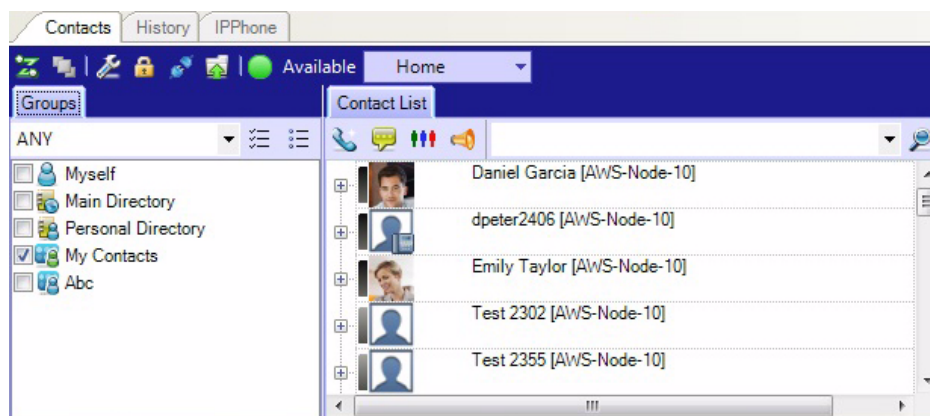 Contacts History IPPhone
Available Home
Groups Contact List
ANY
Myself
Main Directory
Personal Directory
My Contacts
Abc
Daniel Garcia [AWS-Node-10]
dpeter2406 [AWS-Node-10]
Emily Taylor [AWS-Node-10]
Test 2302 [AWS-Node-10]
Test 2355 [AWS-Node-10]